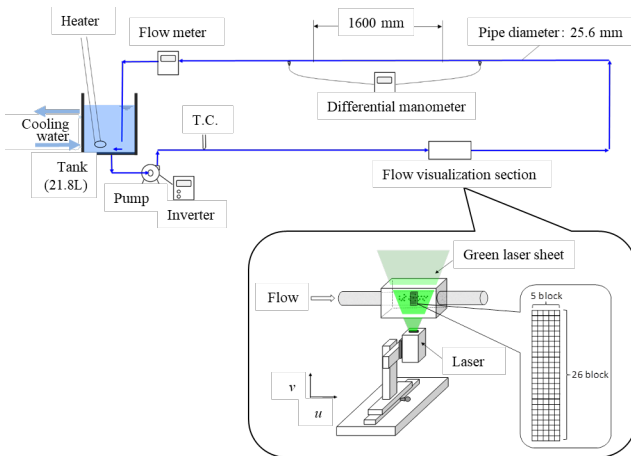 Heater
Flow meter
1600 mm
Pipe diameter: 25.6 mm
Differential manometer
Cooling
water
T.C.
Tank
(21.8L)
Pump
Inverter
Flow visualization section
Green laser sheet
Flow
5 block
26 block
Laser
v
u